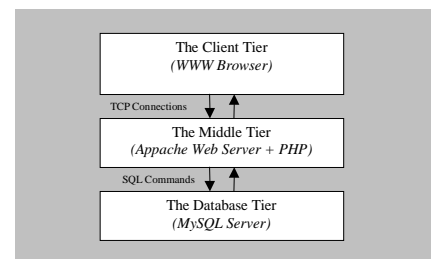 The Client Tier
(WWW Browser)
TCP Connections
The Middle Tier
(Appache Web Server + PHP)
SQL Commands
The Database Tier
(MySQL Server)